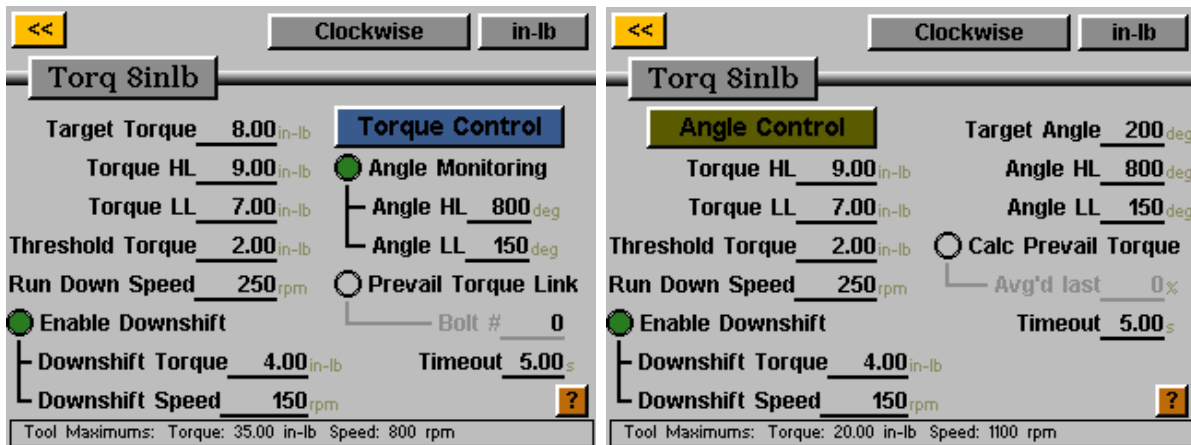 << Clockwise in-lb
Torq 8inlb
Target Torque 8.00 in-lb Torque Control
Torque HL 9.00 in-lb Angle Monitoring
Torque LL 7.00 in-lb Angle HL 800 deg
Threshold Torque 2.00 in-lb Angle LL 150 deg
Run Down Speed 250 rpm Prevail Torque Link
Enable Downshift Bolt # 0
Downshift Torque 4.00 in-lb Timeout 5.00 s
Downshift Speed 150 rpm ?
Tool Maximums: Torque: 35.00 in-lb Speed: 800 rpm
<< Clockwise in-lb
Torq 8inlb
Angle Control Target Angle 200 deg
Torque HL 9.00 in-lb Angle HL 800 deg
Torque LL 7.00 in-lb Angle LL 150 deg
Threshold Torque 2.00 in-lb Calc Prevail Torque
Run Down Speed 250 rpm Avg'd last 0 %
Enable Downshift Timeout 5.00 s
Downshift Torque 4.00 in-lb
Downshift Speed 150 rpm ?
Tool Maximums: Torque: 20.00 in-lb Speed: 1100 rpm